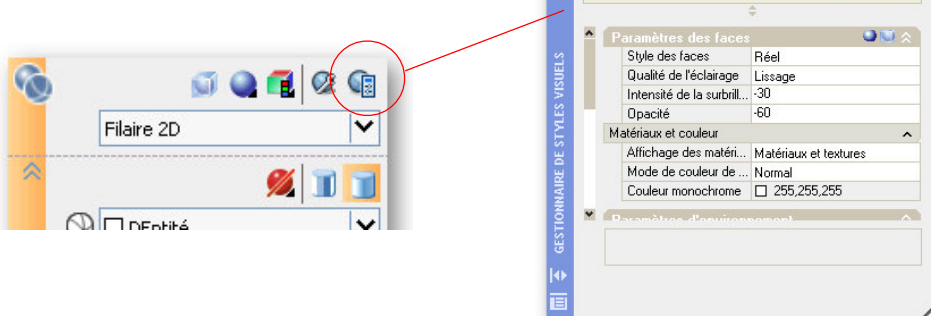 Filaire 2D
DEntité
GESTIONNAIRE DE STYLES VISUELS
Paramètres des faces
Style des faces Réel
Qualité de l'éclairage Lissage
Intensité de la surbrill... -30
Opacité -60
Matériaux et couleur
Affichage des matéri... Matériaux et textures
Mode de couleur de ... Normal
Couleur monochrome 255,255,255
Paramètres d'environnement